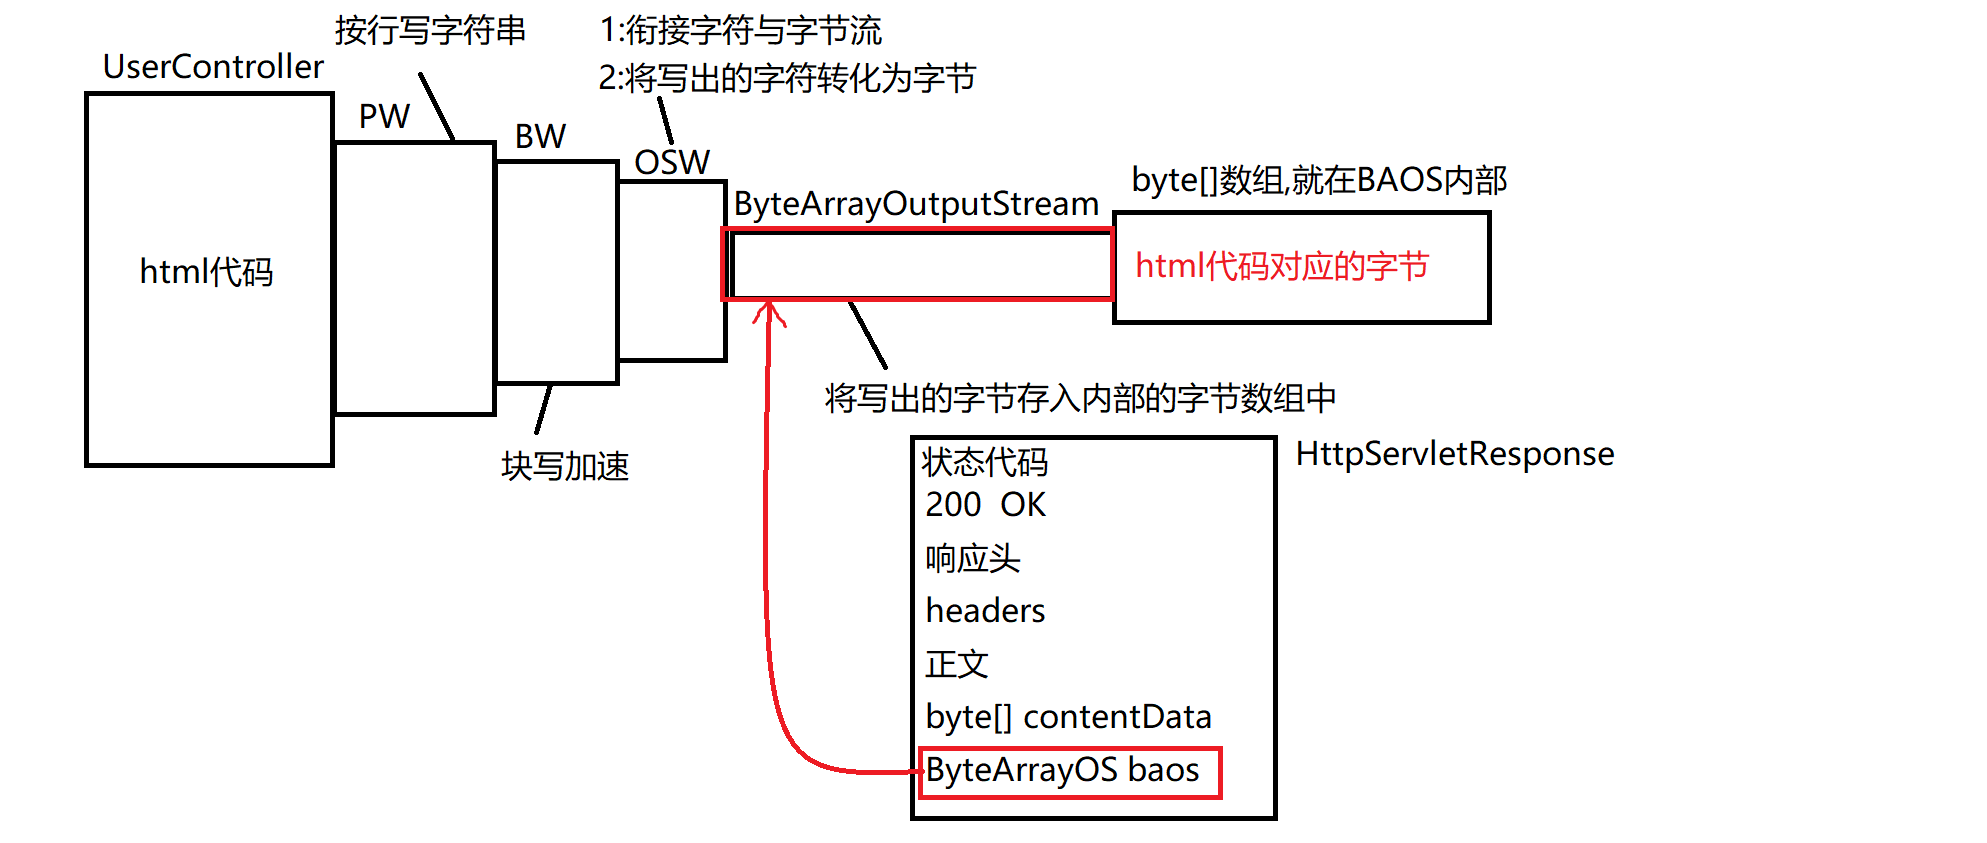 按行写字符串
1:衔接字符与字节流
2:将写出的字符转化为字节
UserController
PW
BW
OSW
ByteArrayOutputStream
byte[]数组,就在BAOS内部
html代码
html代码对应的字节
将写出的字节存入内部的字节数组中
块写加速
HttpServletResponse
状态代码
200 OK
响应头
headers
正文
byte[] contentData
ByteArrayOS baos